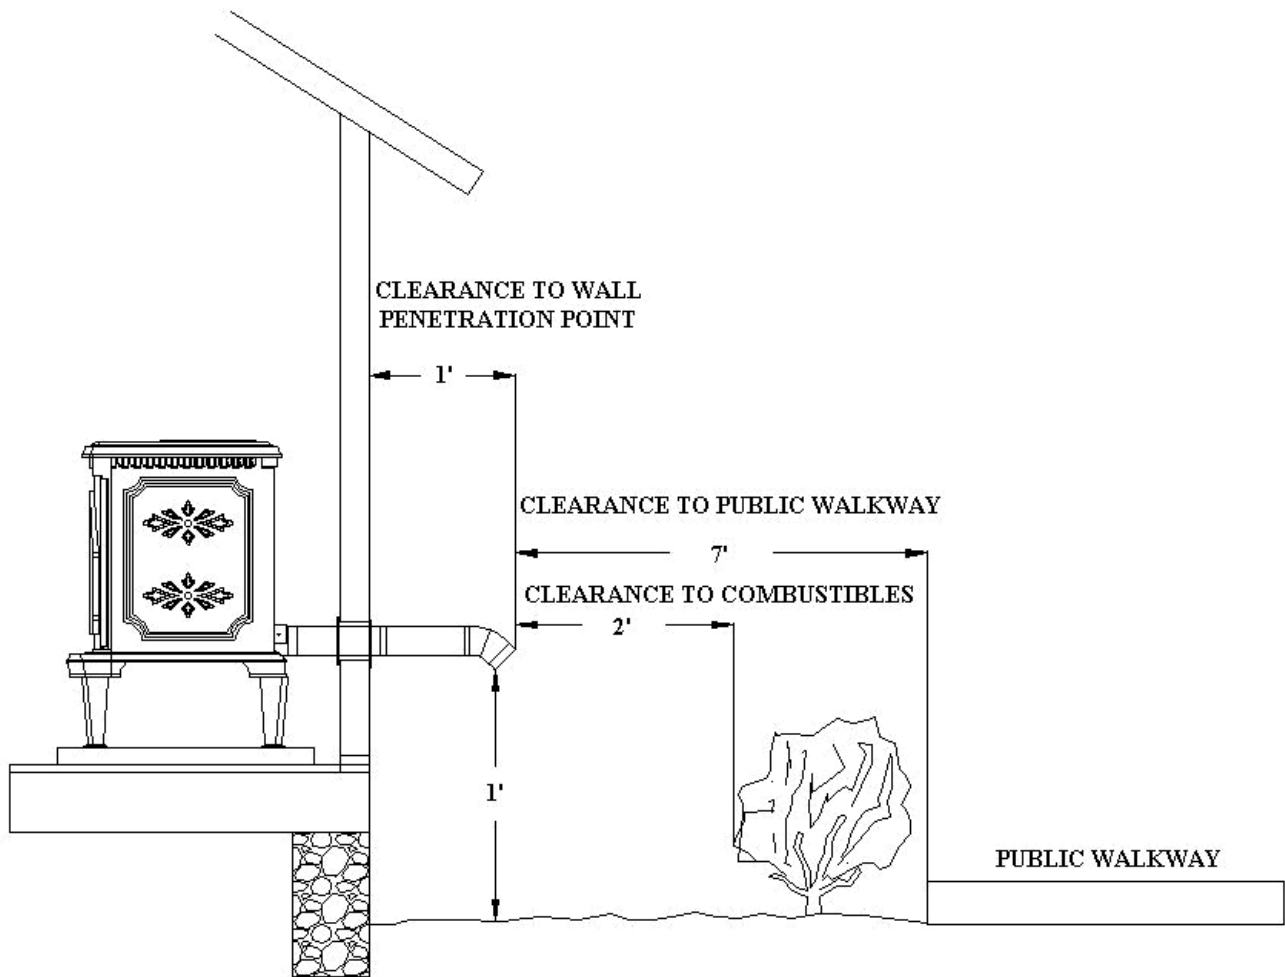 CLEARANCE TO WALL
PENETRATION POINT
1'
CLEARANCE TO PUBLIC WALKWAY
7'
CLEARANCE TO COMBUSTIBLES
2'
1'
PUBLIC WALKWAY